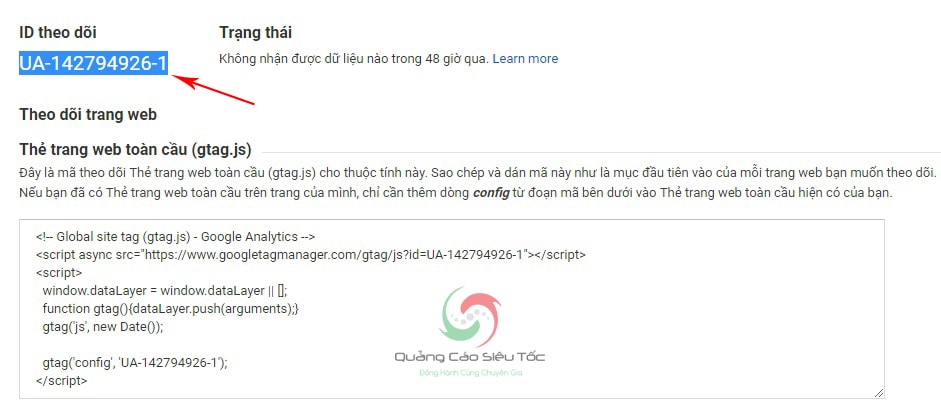 ID theo dõi
Trạng thái
UA-142794926-1
Không nhận được dữ liệu nào trong 48 giờ qua. Learn more
Theo dõi trang web
Thẻ trang web toàn cầu (gtag.js)
Đây là mã theo dõi Thẻ trang web toàn cầu (gtag.js) cho thuộc tính này. Sao chép và dán mã này như là mục đầu tiên vào của mỗi trang web bạn muốn theo dõi.
Nếu bạn đã có Thẻ trang web toàn cầu trên trang của mình, chỉ cần thêm dòng config từ đoạn mã bên dưới vào Thẻ trang web toàn cầu hiện có của bạn.
<!-- Global site tag (gtag.js) - Google Analytics -->
<script async src="https://www.googletagmanager.com/gtag/js?id=UA-142794926-1"></script>
<script>
window.dataLayer = window.dataLayer || [];
function gtag(){dataLayer.push(arguments);}
gtag('js', new Date());
gtag('config', 'UA-142794926-1');
</script>
Quảng Cáo Siêu Tốc
Đồng Hành Cùng Chuyên Gia